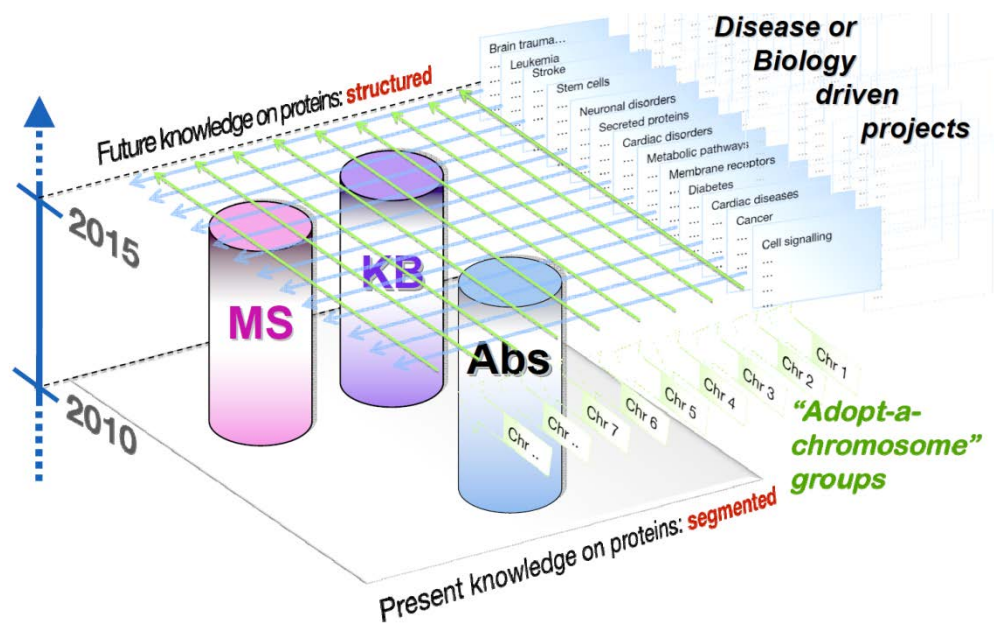 Disease or
Biology
driven
projects
Brain trauma...
Leukemia
Stroke
Stem cells
Neuronal disorders
Secreted proteins
Cardiac disorders
Metabolic pathways
Membrane receptors
Diabetes
Cardiac diseases
Cancer
Cell signalling
Future knowledge on proteins: structured
2015
2010
MS
KB
Abs
Chr 1
Chr 2
Chr 3
Chr 4
Chr 5
Chr 6
Chr 7
Chr ..
Chr ..
"Adopt-a-
chromosome"
groups
Present knowledge on proteins: segmented